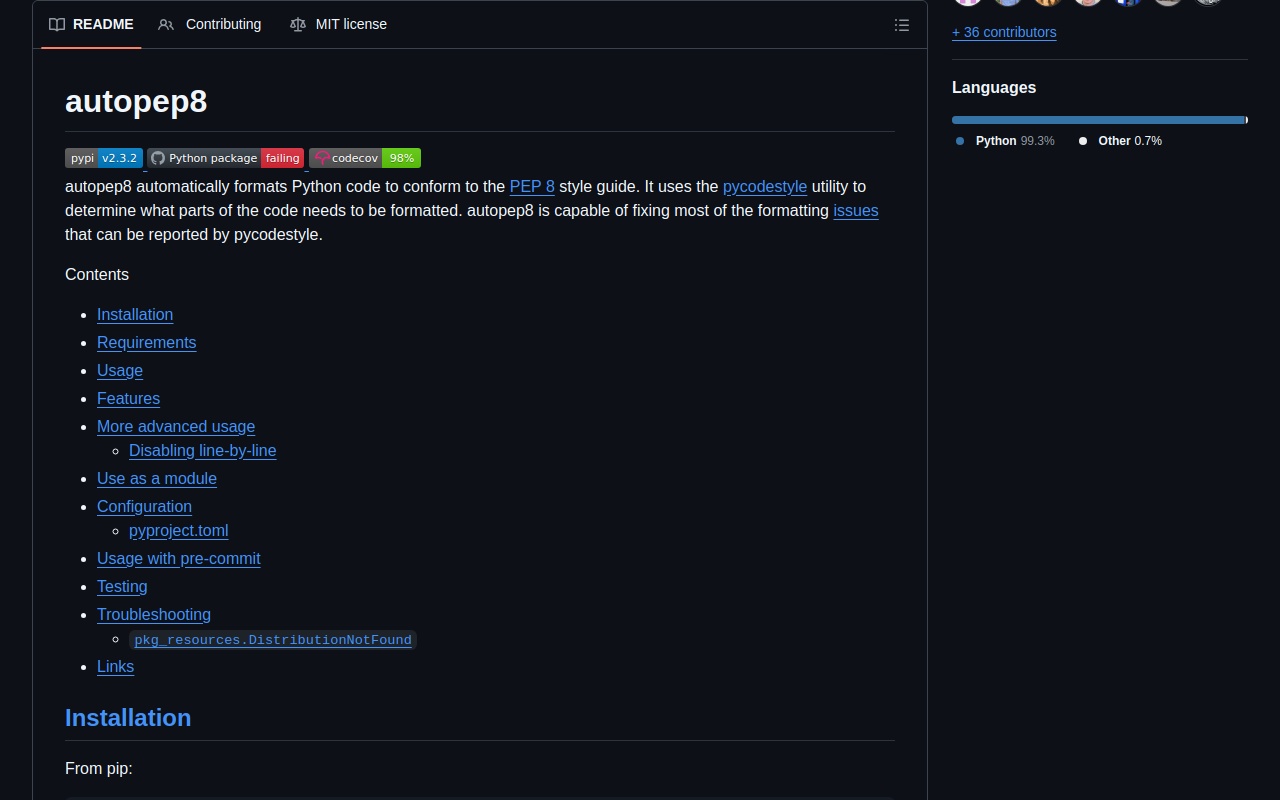 README
Contributing
MIT license
autopep8
pypi v2.3.2
Python package failing
codecov 98%
autopep8 automatically formats Python code to conform to the PEP 8 style guide. It uses the pycodestyle utility to
determine what parts of the code needs to be formatted. autopep8 is capable of fixing most of the formatting issues
that can be reported by pycodestyle.
Contents
Installation
Requirements
Usage
Features
More advanced usage
Disabling line-by-line
Use as a module
Configuration
pyproject.toml
Usage with pre-commit
Testing
Troubleshooting
pkg_resources.DistributionNotFound
Links
Installation
From pip:
+ 36 contributors
Languages
Python 99.3%
Other 0.7%